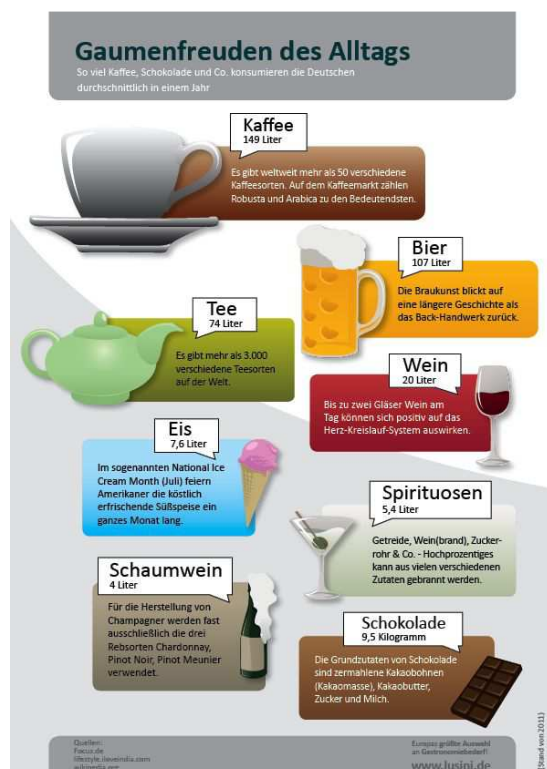 Gaumenfreuden des Alltags
So viel Kaffee, Schokolade und Co. konsumieren die Deutschen
durchschnittlich in einem Jahr
Kaffee
149 Liter
Es gibt weltweit mehr als 50 verschiedene
Kaffeesorten. Auf dem Kaffeemarkt zählen
Robusta und Arabica zu den Bedeutendsten.
Bier
107 Liter
Die Braukunst blickt auf
eine längere Geschichte als
das Back-Handwerk zurück.
Tee
74 Liter
Es gibt mehr als 3.000
verschiedene Teesorten
auf der Welt.
Wein
20 Liter
Bis zu zwei Gläser Wein am
Tag können sich positiv auf das
Herz-Kreislauf-System auswirken.
Eis
7,6 Liter
Im sogenannten National Ice
Cream Month (Juli) feiern
Amerikaner die köstlich
erfrischende Süßspeise ein
ganzes Monat lang.
Spirituosen
5,4 Liter
Getreide, Wein(brand), Zucker-
rohr & Co. - Hochprozentiges
kann aus vielen verschiedenen
Zutaten gebrannt werden.
Schaumwein
4 Liter
Für die Herstellung von
Champagner werden fast
ausschließlich die drei
Rebsorten Chardonnay,
Pinot Noir, Pinot Meunier
verwendet.
Schokolade
9,5 Kilogramm
Die Grundzutaten von Schokolade
sind zermahlene Kakaobohnen
(Kakaomasse), Kakaobutter,
Zucker und Milch.
Quellen:
Focus.de
lifestyle.iloveindia.com
wikipedia.org
Europas größte Auswahl
an Gastronomiebedarf!
www.lusini.de
(Stand von 2011)